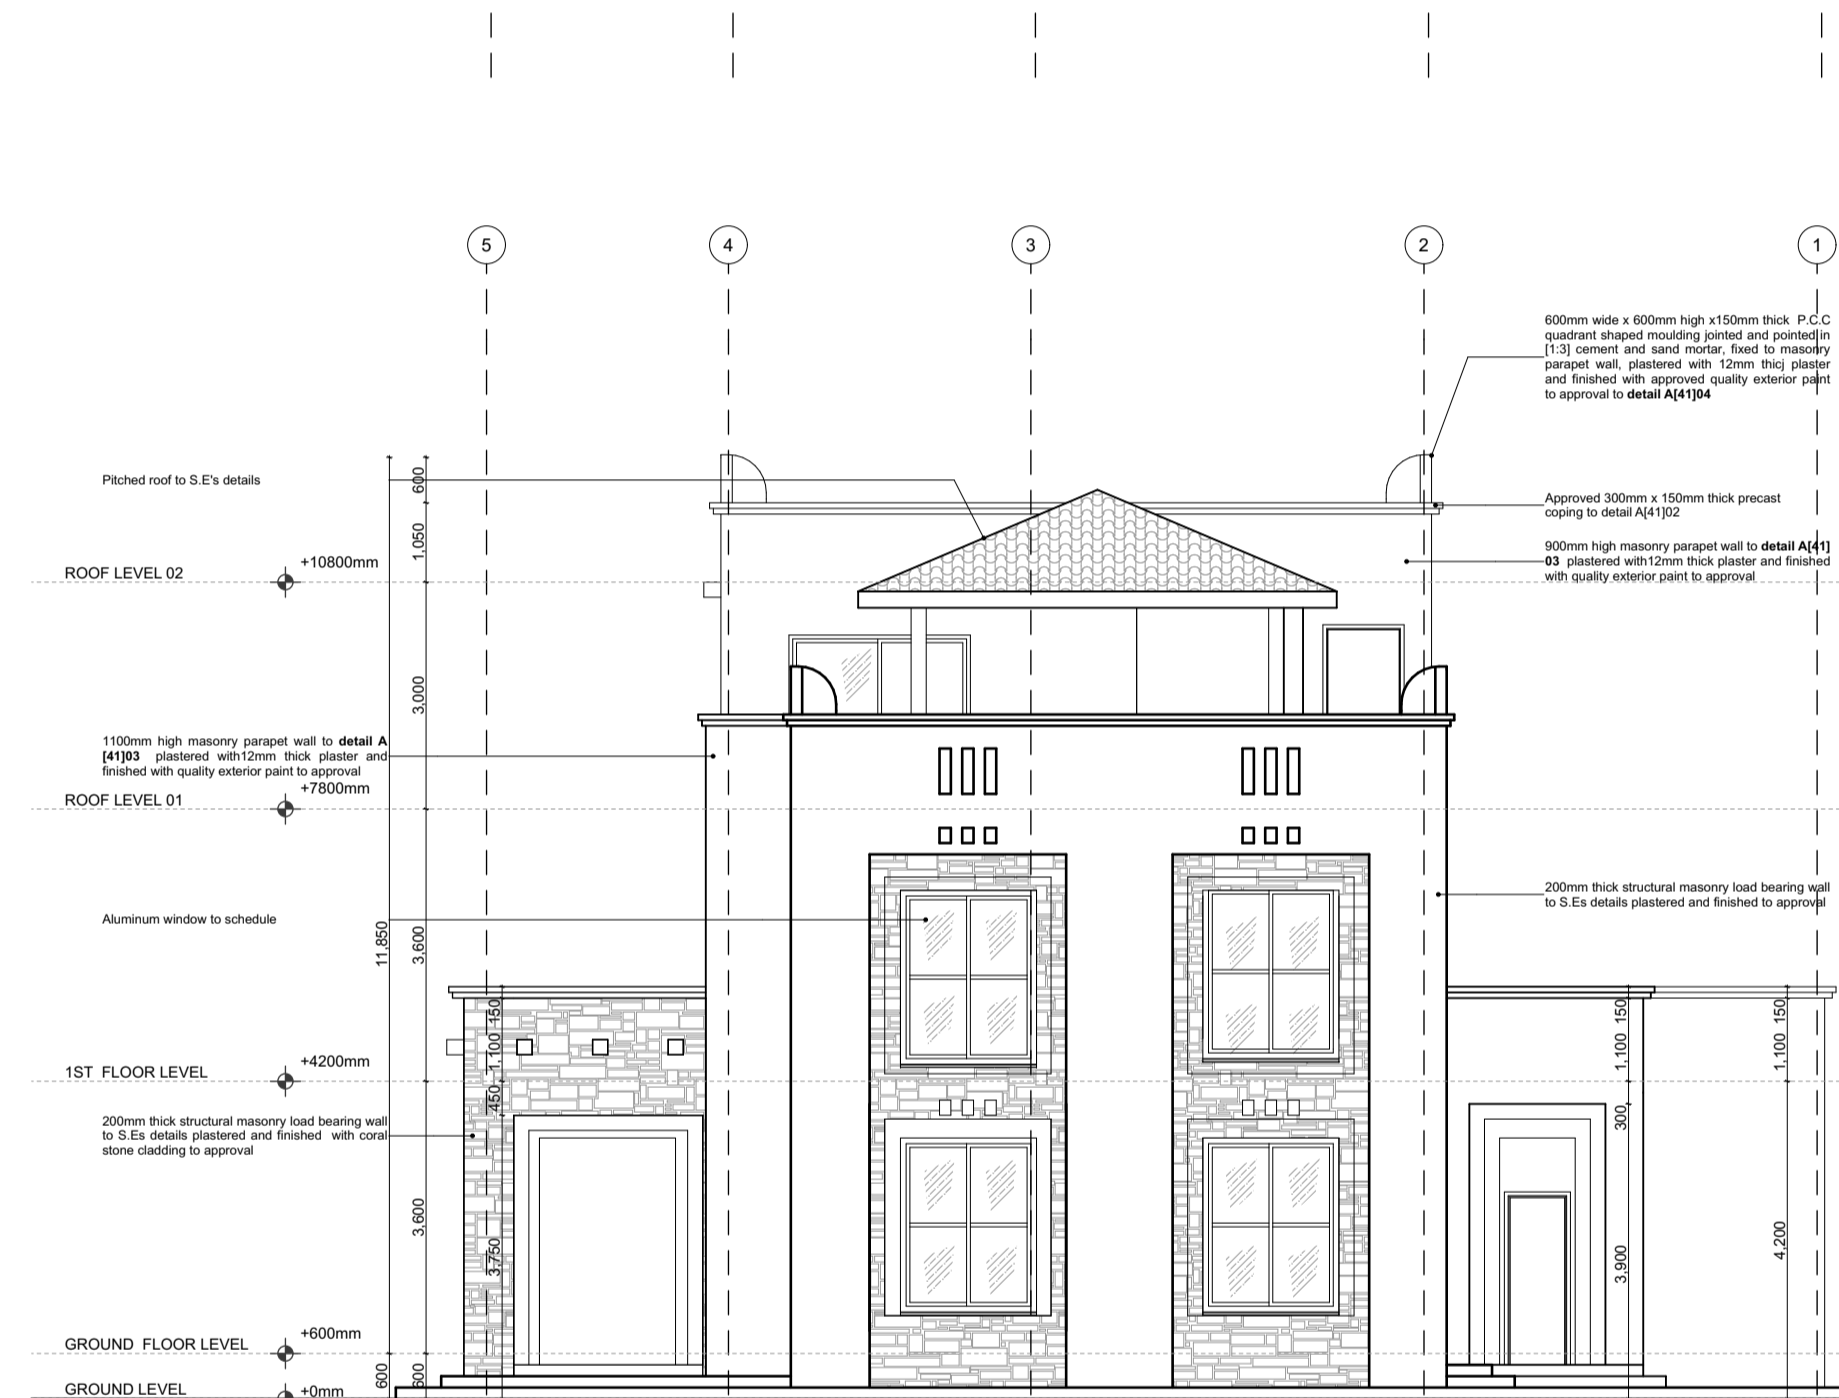 5
4
3
2
1
600mm wide x 600mm high x150mm thick P.C.C
quadrant shaped moulding jointed and pointed in
[1:3] cement and sand mortar, fixed to masonry
parapet wall, plastered with 12mm thicj plaster
and finished with approved quality exterior paint
to approval to detail A[41]04
Pitched roof to S.E's details
600
Approved 300mm x 150mm thick precast
coping to detail A[41]02
1,050
900mm high masonry parapet wall to detail A[41]
03 plastered with12mm thick plaster and finished
with quality exterior paint to approval
ROOF LEVEL 02
+10800mm
3,000
1100mm high masonry parapet wall to detail A
[41]03 plastered with12mm thick plaster and
finished with quality exterior paint to approval
ROOF LEVEL 01
+7800mm
200mm thick structural masonry load bearing wall
to S.Es details plastered and finished to approval
Aluminum window to schedule
11,850
3,600
150
150
150
1,100
1,100
1,100
1ST FLOOR LEVEL
+4200mm
450
300
200mm thick structural masonry load bearing wall
to S.Es details plastered and finished with coral
stone cladding to approval
3,600
3,750
3,900
4,200
GROUND FLOOR LEVEL
+600mm
600
600
GROUND LEVEL
+0mm